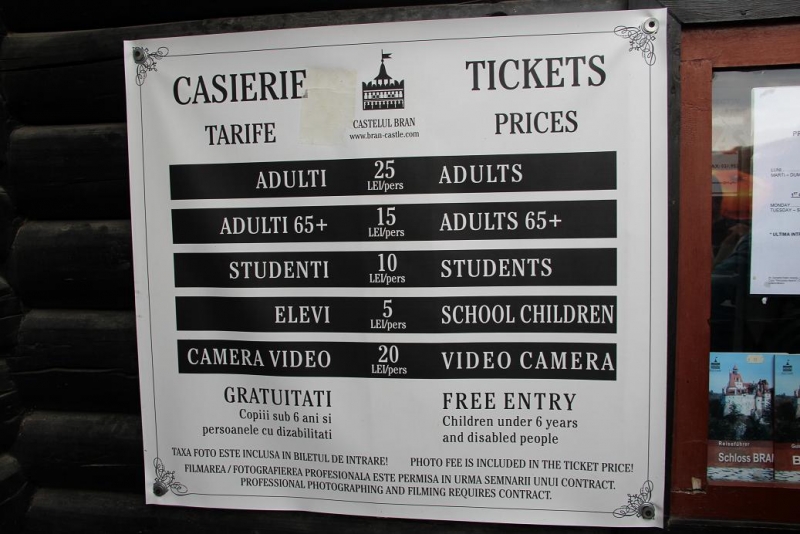 CASIERIE
TARIFE
CASTELUL BRAN
www.bran-castle.com
TICKETS
PRICES
ADULTI 25 LEI/pers ADULTS
ADULTI 65+ 15 LEI/pers ADULTS 65+
STUDENTI 10 LEI/pers STUDENTS
ELEVI 5 LEI/pers SCHOOL CHILDREN
CAMERA VIDEO 20 LEI/pers VIDEO CAMERA
GRATUITATI
Copiii sub 6 ani si
persoanele cu dizabilitati
FREE ENTRY
Children under 6 years
and disabled people
TAXA FOTO ESTE INCLUSA IN BILETUL DE INTRARE! PHOTO FEE IS INCLUDED IN THE TICKET PRICE!
FILMAREA / FOTOGRAFIEREA PROFESIONALA ESTE PERMISA IN URMA SEMNARII UNUI CONTRACT.
PROFESSIONAL PHOTOGRAPHING AND FILMING REQUIRES CONTRACT.
LUNI
MONDAY
Reiseführer
Schloss BRAN